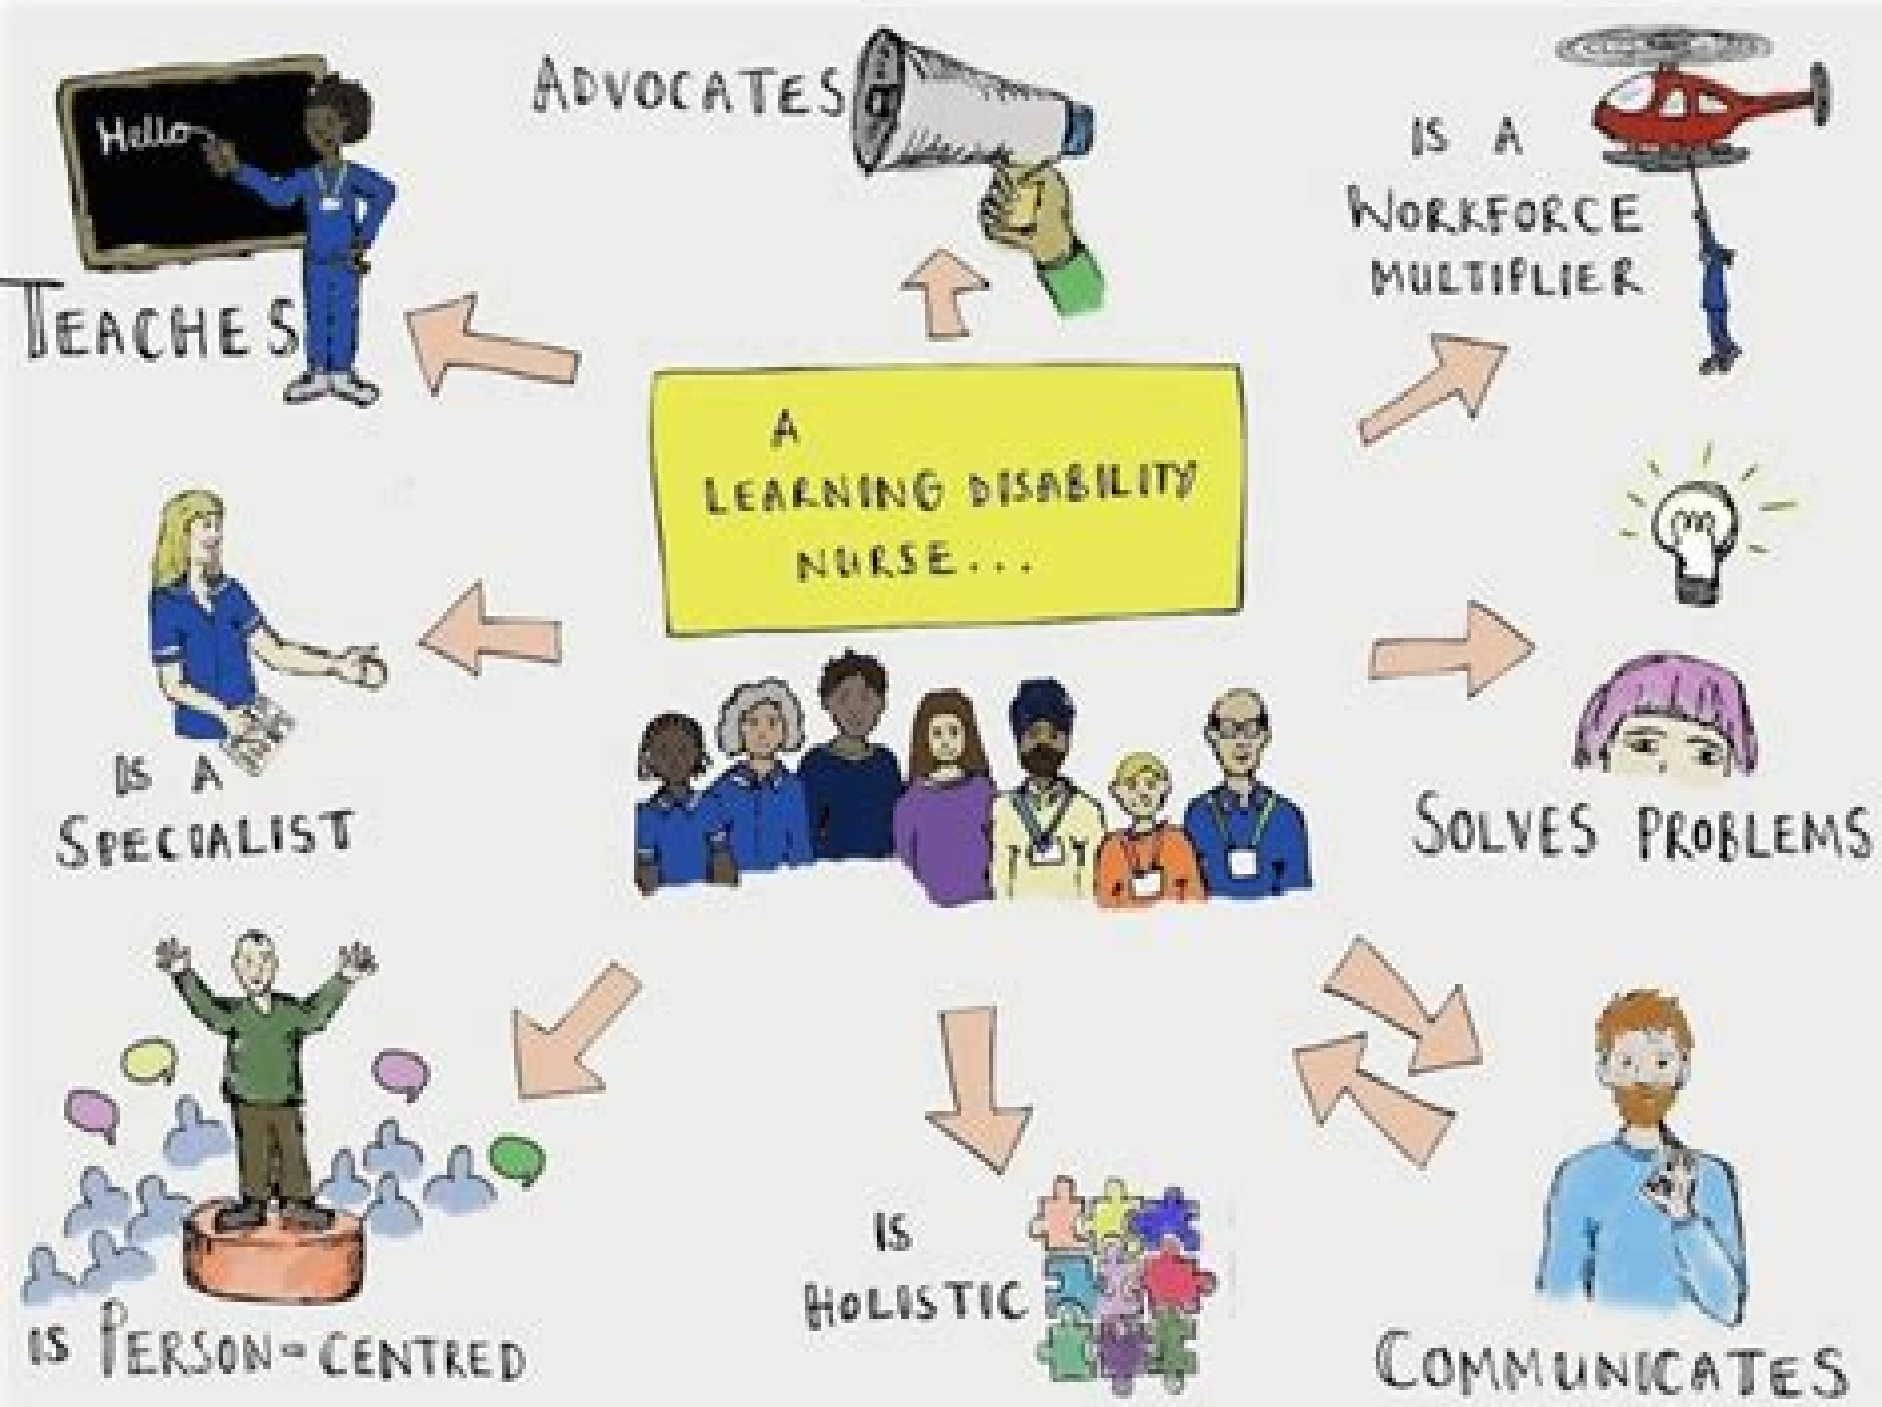 Hello
TEACHES
ADVOCATES
IS A
WORKFORCE
MULTIPLIER
A
LEARNING DISABILITY
NURSE...
IS A
SPECIALIST
SOLVES PROBLEMS
IS PERSON-CENTRED
IS
HOLISTIC
COMMUNICATES